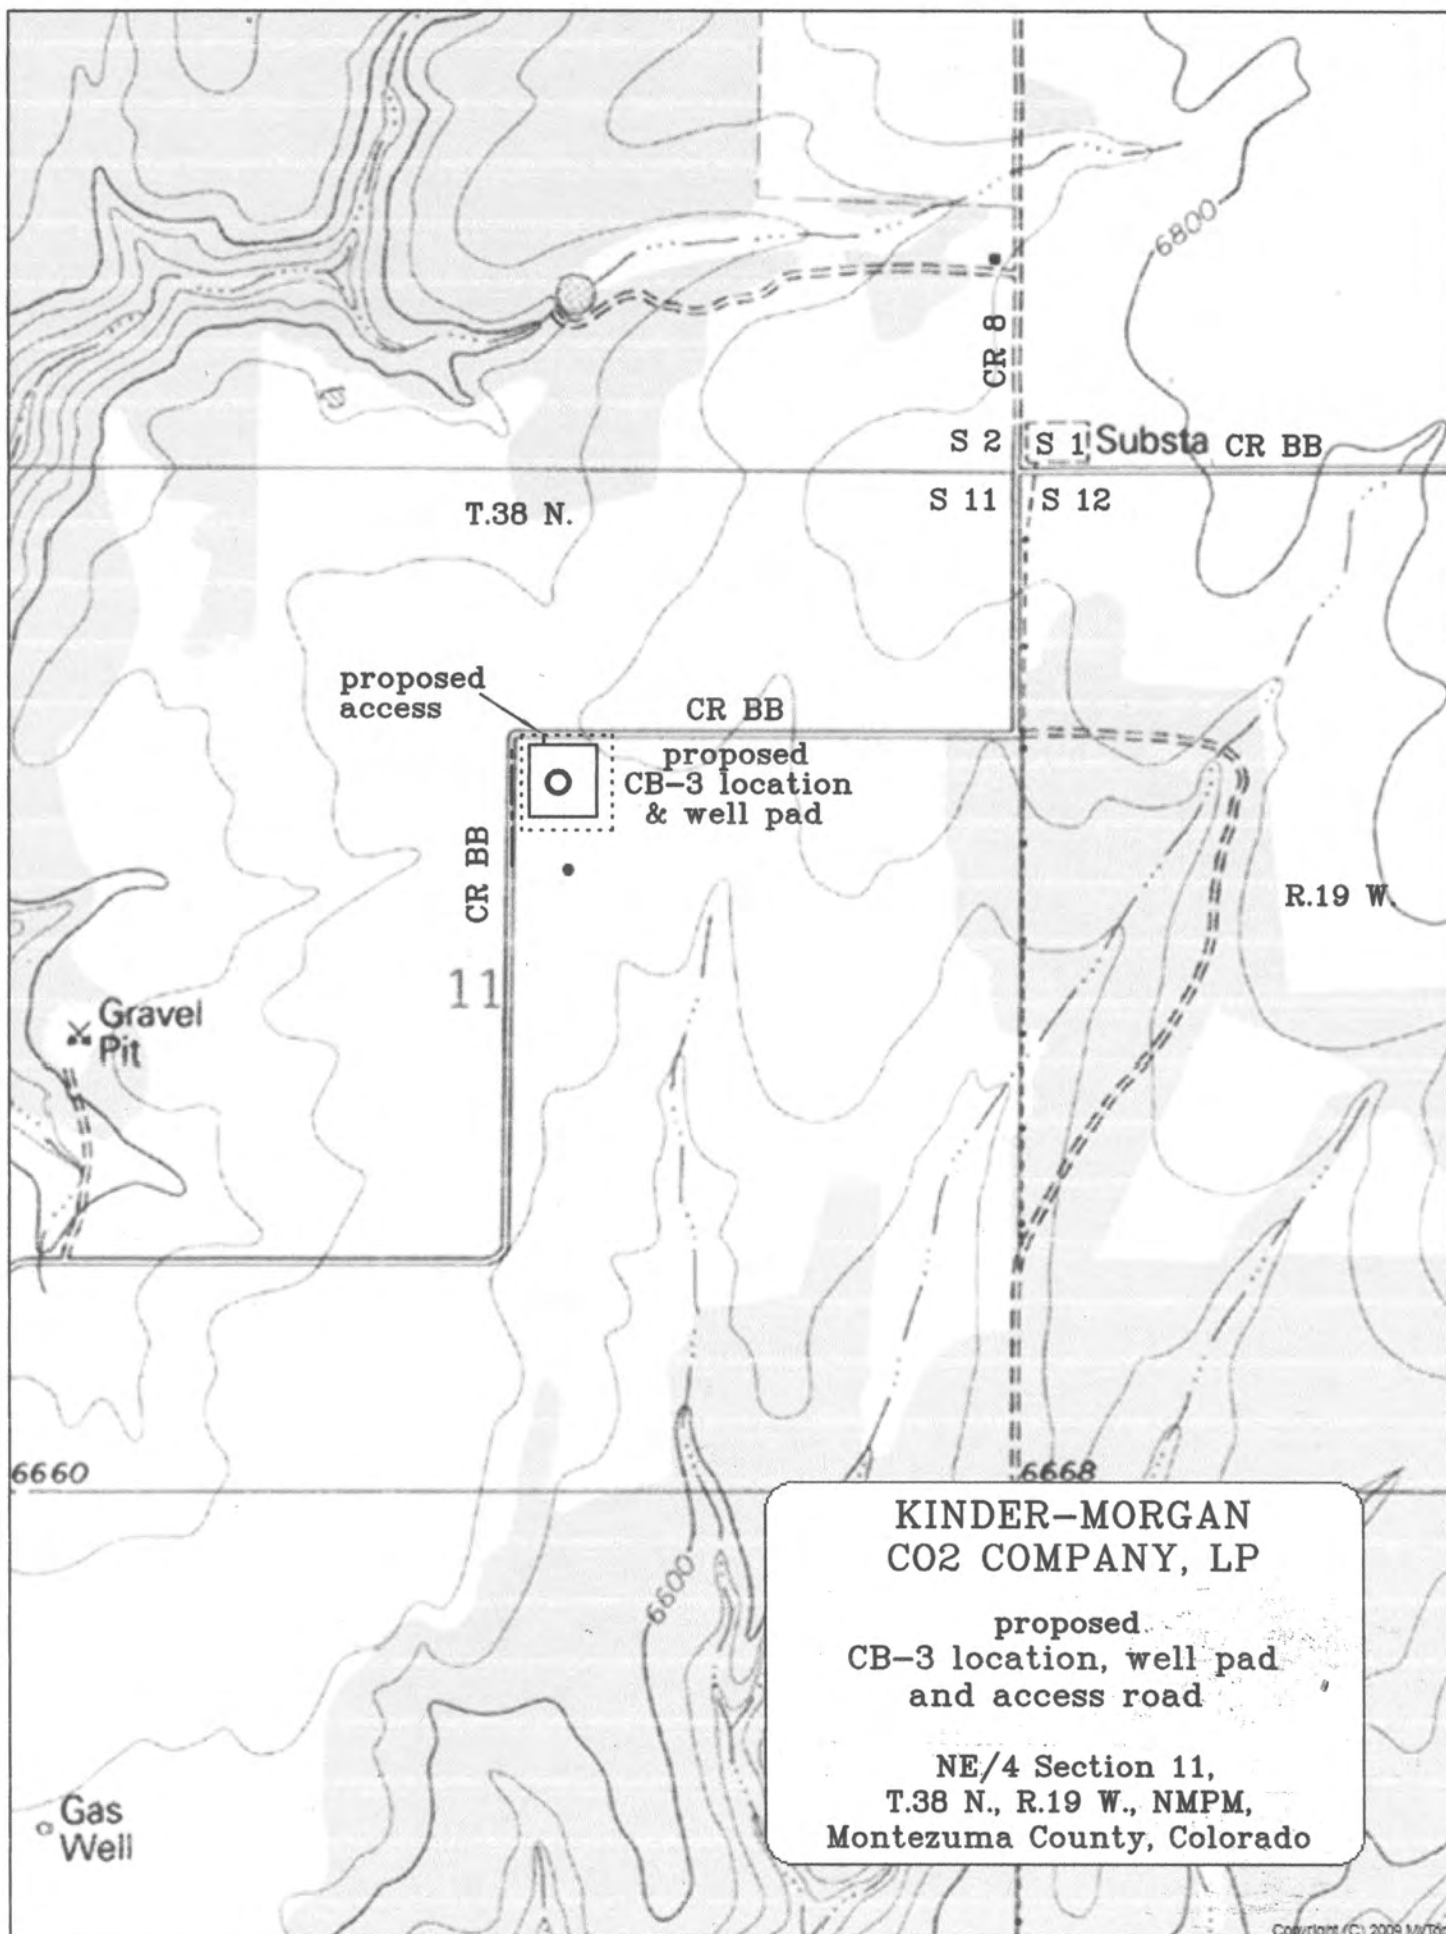 6800
CR 8
S 2
S 1
Substa
CR BB
T.38 N.
S 11
S 12
proposed
access
CR BB
proposed
CB-3 location
& well pad
CR BB
R.19 W.
11
Gravel
Pit
6660
6668
6600
KINDER-MORGAN
CO2 COMPANY, LP
proposed
CB-3 location, well pad
and access road
NE/4 Section 11,
T.38 N., R.19 W., NMPM,
Montezuma County, Colorado
Gas
Well
Copyright (C) 2009